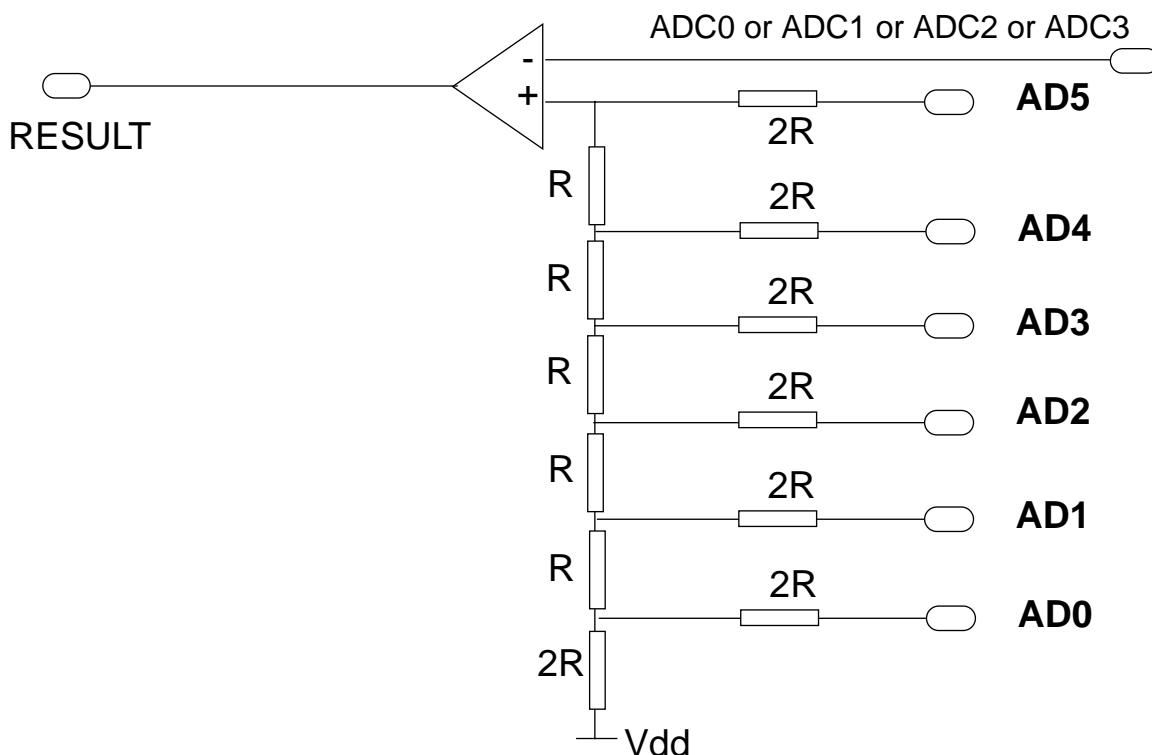 ADC0 or ADC1 or ADC2 or ADC3
-
+
AD5
RESULT
2R
R
2R
AD4
R
2R
AD3
R
2R
AD2
R
2R
AD1
R
2R
AD0
2R
Vdd